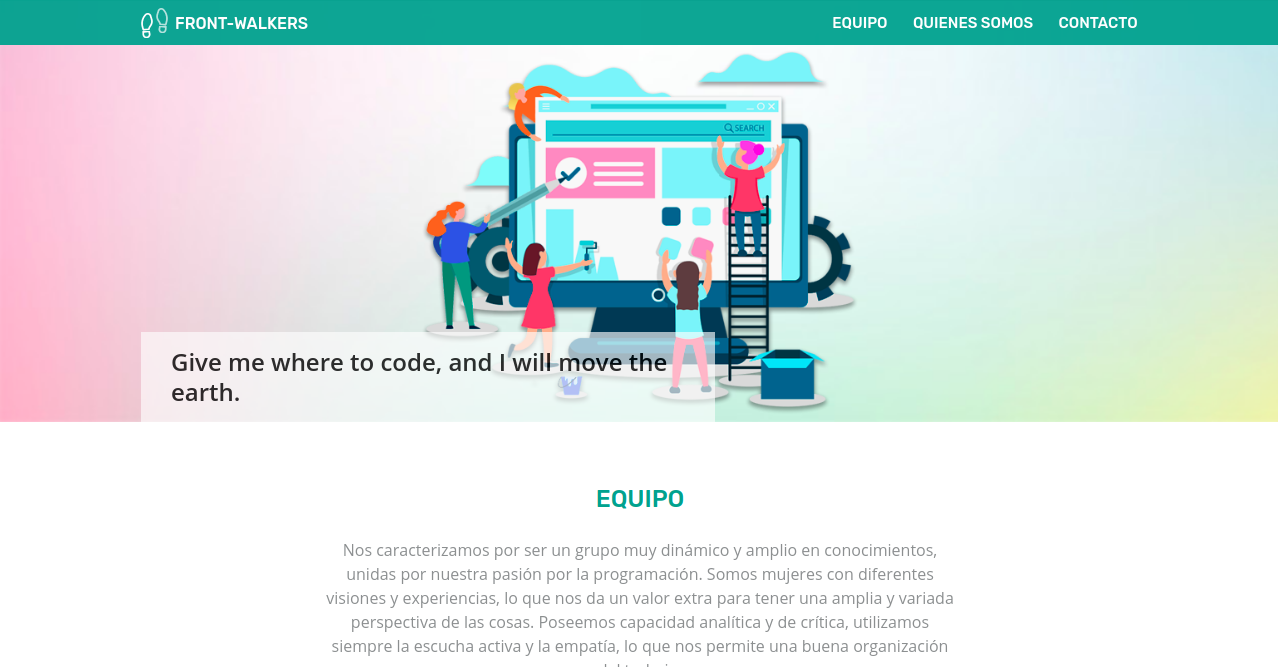 FRONT-WALKERS
EQUIPO QUIENES SOMOS CONTACTO
SEARCH
Give me where to code, and I will move the
earth.
EQUIPO
Nos caracterizamos por ser un grupo muy dinámico y amplio en conocimientos,
unidas por nuestra pasión por la programación. Somos mujeres con diferentes
visiones y experiencias, lo que nos da un valor extra para tener una amplia y variada
perspectiva de las cosas. Poseemos capacidad analítica y de crítica, utilizamos
siempre la escucha activa y la empatía, lo que nos permite una buena organización